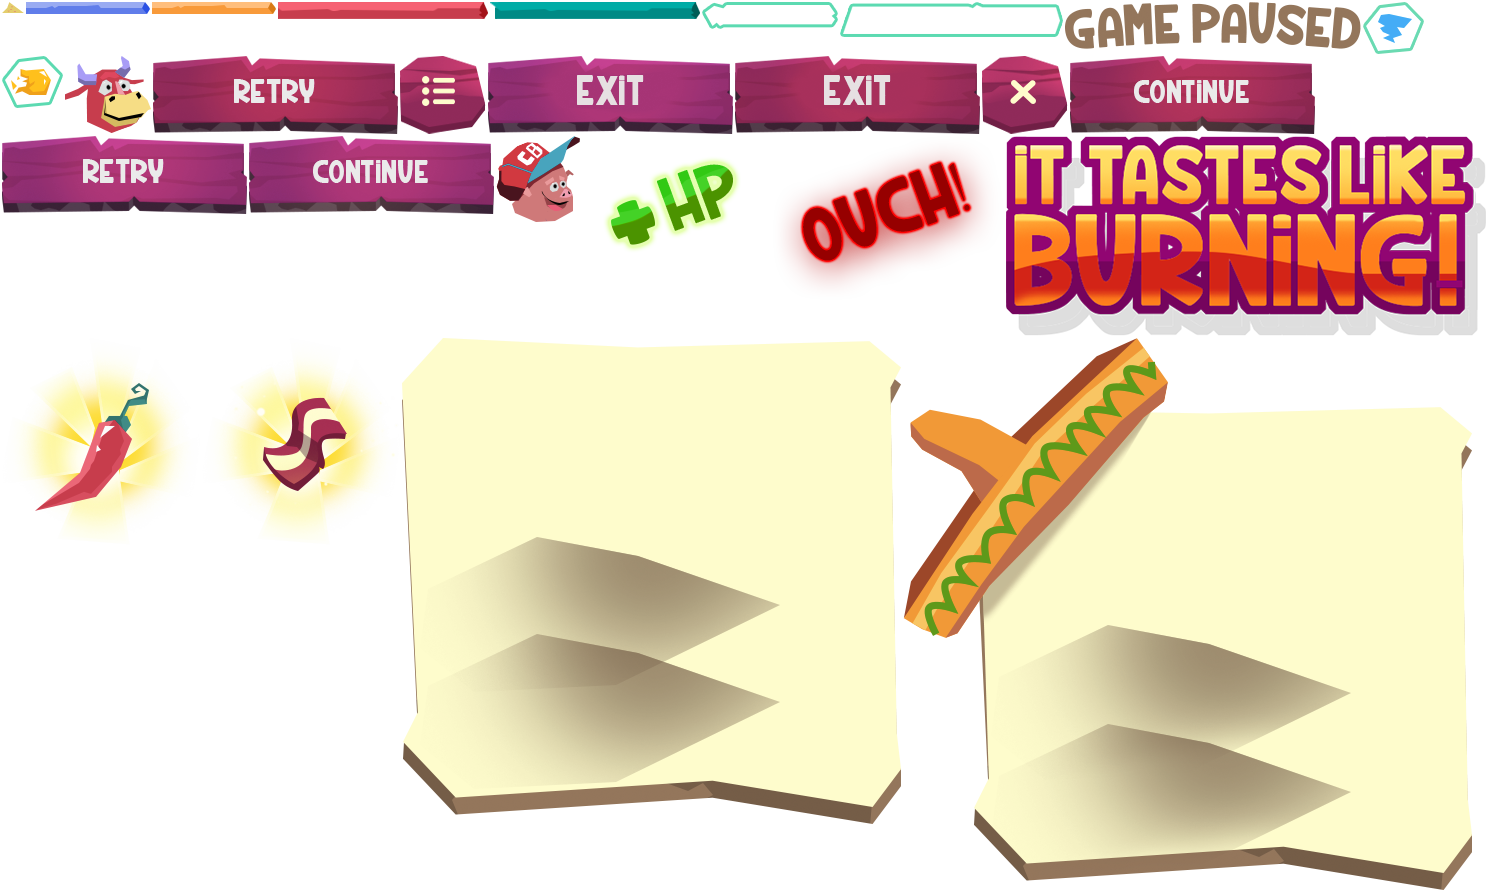 GAME PAUSED
RETRY
EXiT
EXiT
CONTiNUE
RETRY
CONTiNUE
CB
+ HP
OUCH!
iT TASTES LiKE
BURNiNG!